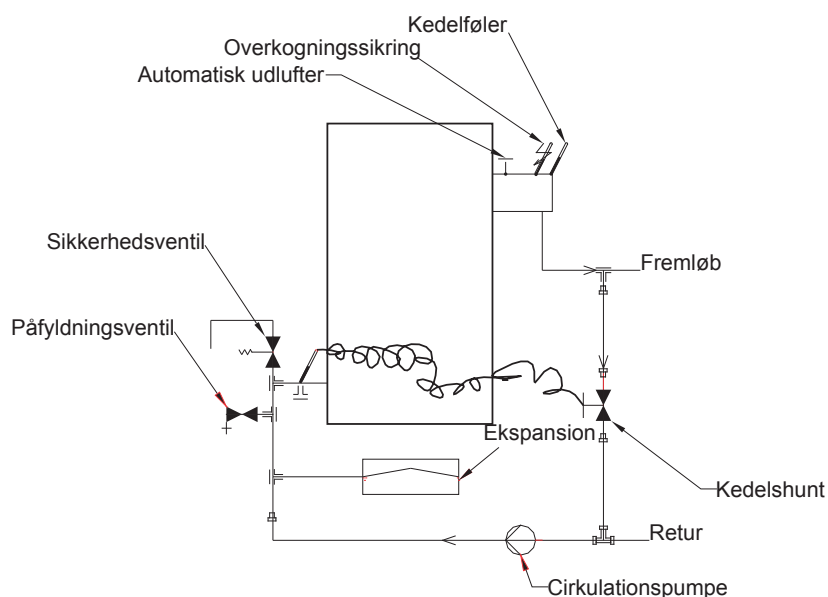 Kedelføler
Overkogningssikring
Automatisk udlufter
Sikkerhedsventil
Fremløb
Påfyldningsventil
Ekspansion
Kedelshunt
Retur
Cirkulationspumpe